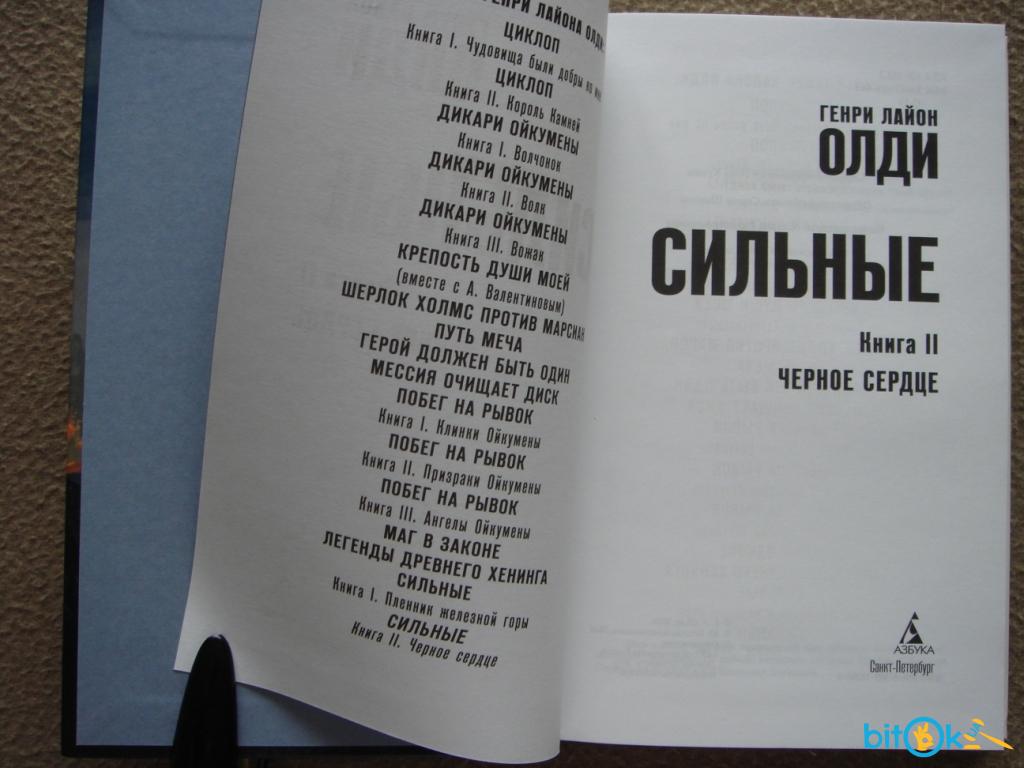 ГЕНРИ ЛАЙОНА ОЛДИ
ЦИКЛОП
Книга I. Чудовища были добры ко мне
ЦИКЛОП
Книга II. Король Камней
ДИКАРИ ОЙКУМЕНЫ
Книга I. Волчонок
ДИКАРИ ОЙКУМЕНЫ
Книга II. Волк
ДИКАРИ ОЙКУМЕНЫ
Книга III. Вожак
КРЕПОСТЬ ДУШИ МОЕЙ
(вместе с А. Валентиновым)
ШЕРЛОК ХОЛМС ПРОТИВ МАРСИАН
ПУТЬ МЕЧА
ГЕРОЙ ДОЛЖЕН БЫТЬ ОДИН
МЕССИЯ ОЧИЩАЕТ ДИСК
ПОБЕГ НА РЫВОК
Книга I. Клинки Ойкумены
ПОБЕГ НА РЫВОК
Книга II. Призраки Ойкумены
ПОБЕГ НА РЫВОК
Книга III. Ангелы Ойкумены
МАГ В ЗАКОНЕ
ЛЕГЕНДЫ ДРЕВНЕГО ХЕНИНГА
СИЛЬНЫЕ
Книга I. Пленник железной горы
СИЛЬНЫЕ
Книга II. Черное сердце
ГЕНРИ ЛАЙОН
ОЛДИ
СИЛЬНЫЕ
Книга II
ЧЕРНОЕ СЕРДЦЕ
АЗБУКА
Санкт-Петербург
bitOk